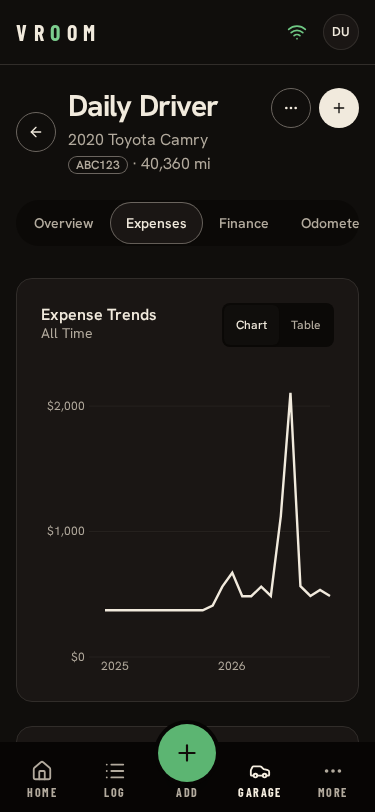 VROOM
DU
Daily Driver
2020 Toyota Camry
ABC123 · 40,360 mi
Overview Expenses Finance Odomete
Expense Trends
All Time
Chart Table
$2,000
$1,000
$0
2025 2026
HOME LOG ADD GARAGE MORE